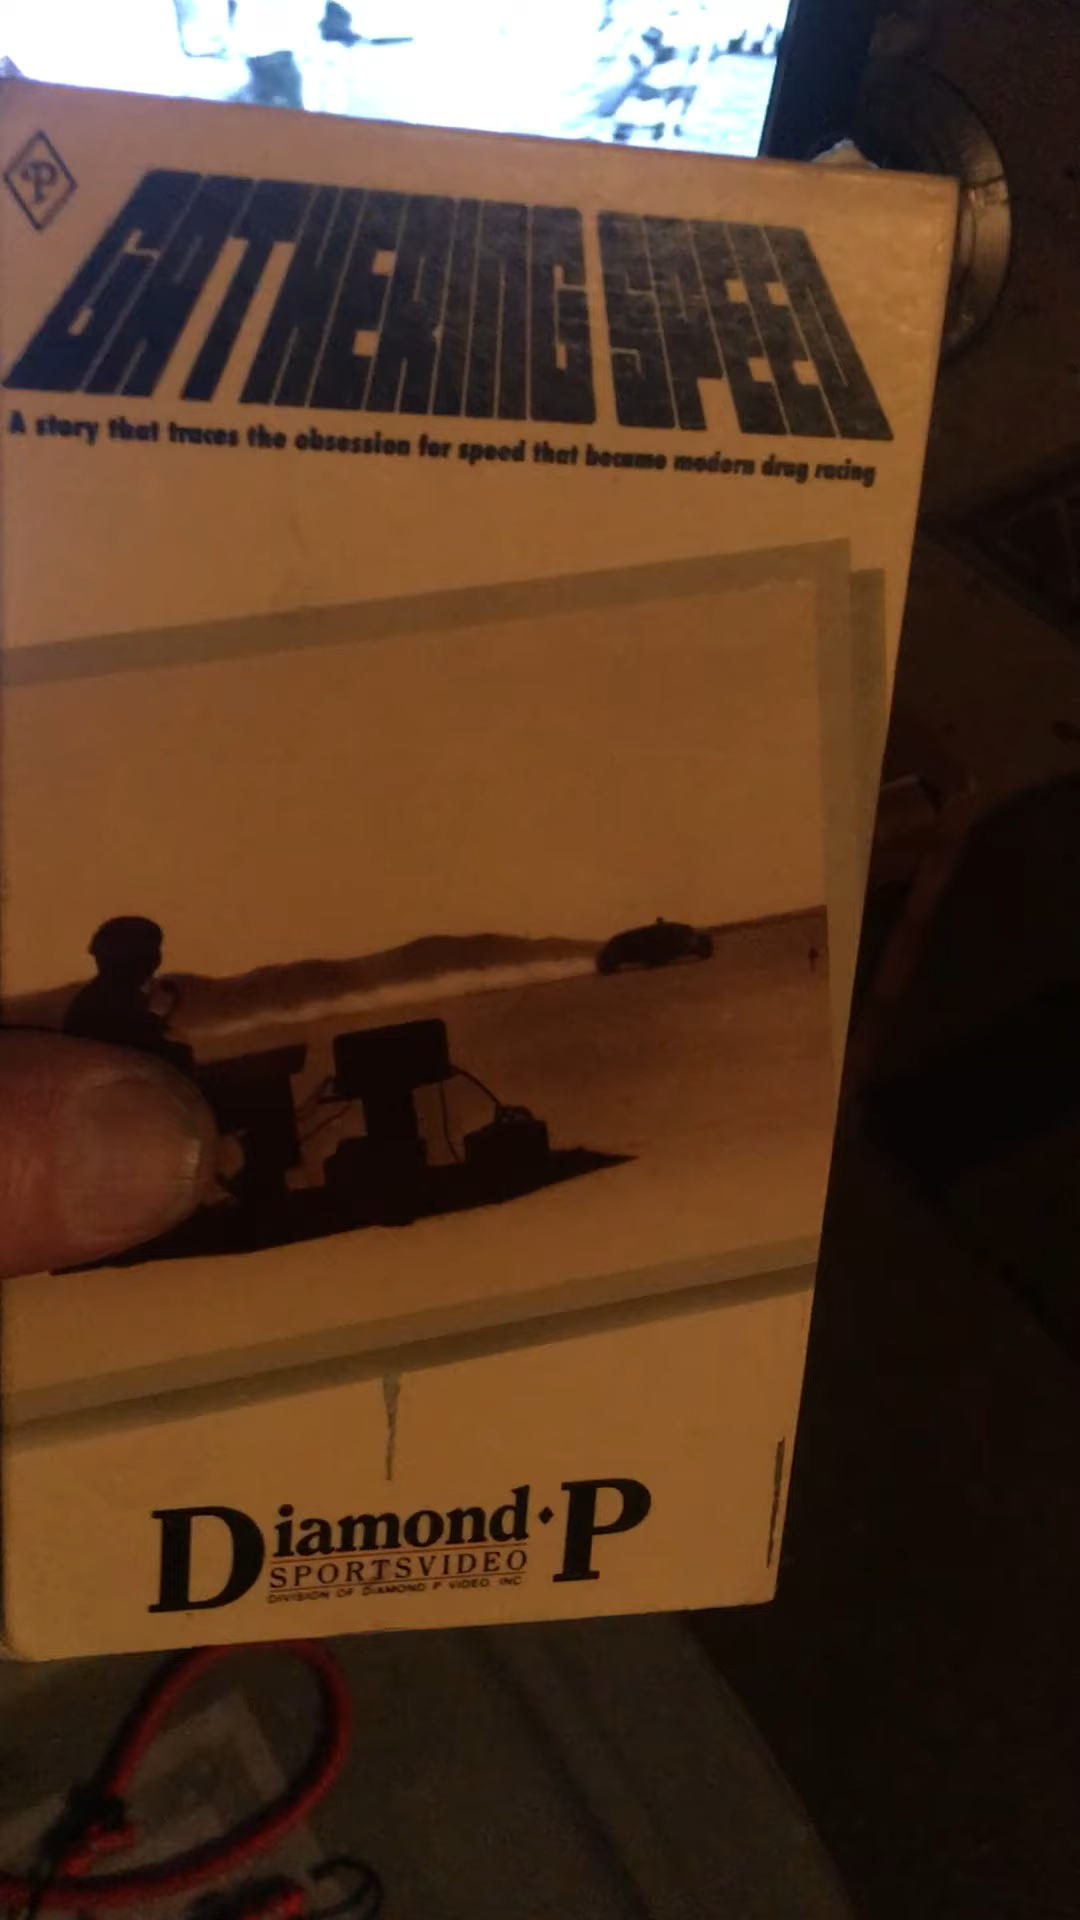 P
GATHERING SPEED
A story that traces the obsession for speed that became modern drag racing
Diamond·P
SPORTSVIDEO
DIVISION OF DIAMOND P VIDEO, INC